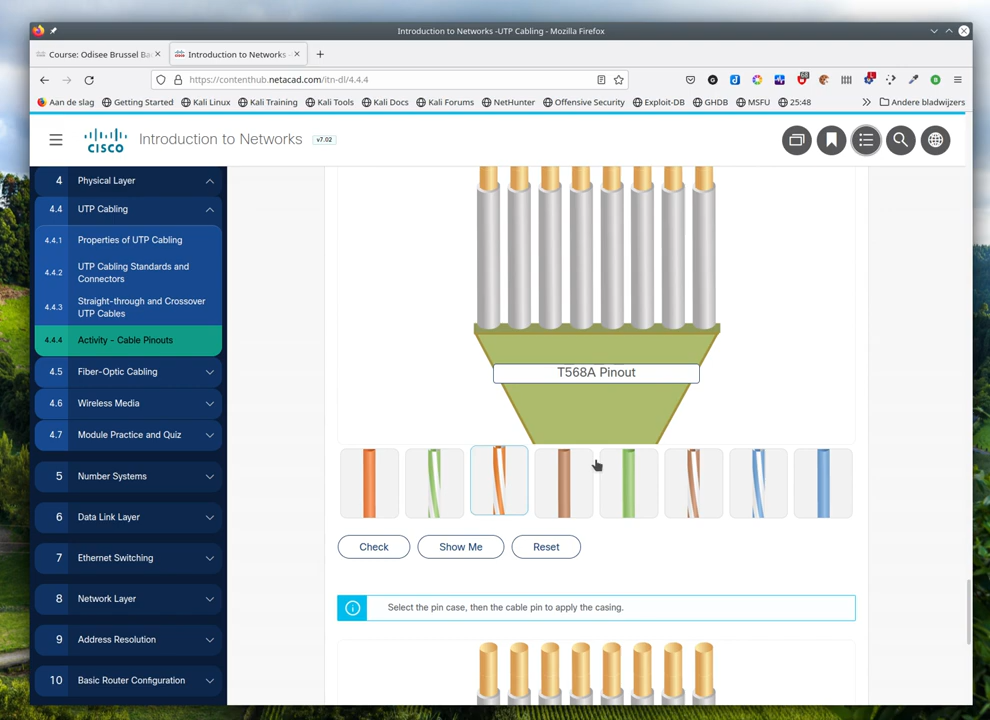 Introduction to Networks -UTP Cabling - Mozilla Firefox
Course: Odisee Brussel Ba
Introduction to Networks -
https://contenthub.netacad.com/itn-dl/4.4.4
Aan de slag Getting Started Kali Linux Kali Training Kali Tools Kali Docs Kali Forums NetHunter Offensive Security Exploit-DB GHDB MSFU 25:48 Andere bladwijzers
CISCO
Introduction to Networks v7.02
4 Physical Layer
4.4 UTP Cabling
4.4.1 Properties of UTP Cabling
4.4.2 UTP Cabling Standards and
Connectors
4.4.3 Straight-through and Crossover
UTP Cables
4.4.4 Activity - Cable Pinouts
4.5 Fiber-Optic Cabling
4.6 Wireless Media
4.7 Module Practice and Quiz
5 Number Systems
6 Data Link Layer
7 Ethernet Switching
8 Network Layer
9 Address Resolution
10 Basic Router Configuration
T568A Pinout
Check Show Me Reset
Select the pin case, then the cable pin to apply the casing.